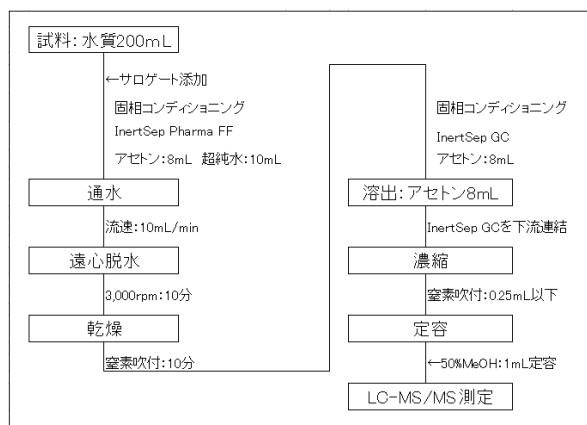 試料：水質200mL
←サロゲート添加
固相コンディショニング
InertSep Pharma FF
アセトン：8mL 超純水：10mL
通水
流速：10mL/min
遠心脱水
3,000rpm：10分
乾燥
窒素吹付：10分
固相コンディショニング
InertSep GC
アセトン：8mL
溶出：アセトン8mL
InertSep GCを下流連結
濃縮
窒素吹付：0.25mL以下
定容
←50%MeOH：1mL定容
LC-MS/MS測定